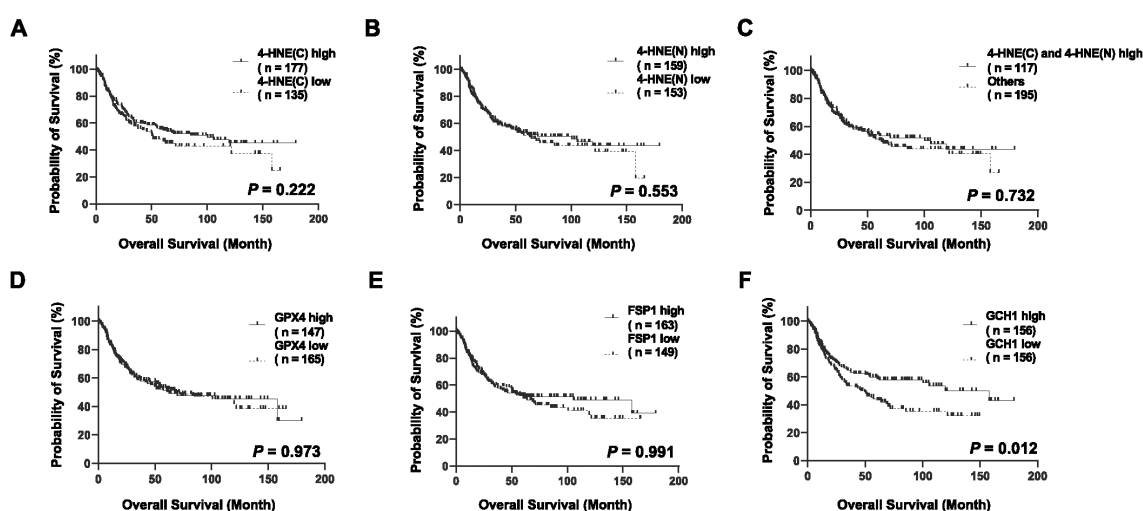 A
Probability of Survival (%)
100
80
60
40
20
0
4-HNE(C) high
( n = 177)
4-HNE(C) low
( n = 135)
P = 0.222
0 50 100 150 200
Overall Survival (Month)
B
Probability of Survival (%)
100
80
60
40
20
0
4-HNE(N) high
( n = 159)
4-HNE(N) low
( n = 153)
P = 0.553
0 50 100 150 200
Overall Survival (Month)
C
Probability of Survival (%)
100
80
60
40
20
0
4-HNE(C) and 4-HNE(N) high
( n = 117)
Others
( n = 195)
P = 0.732
0 50 100 150 200
Overall Survival (Month)
D
Probability of Survival (%)
100
80
60
40
20
0
GPX4 high
( n = 147)
GPX4 low
( n = 165)
P = 0.973
0 50 100 150 200
Overall Survival (Month)
E
Probability of Survival (%)
100
80
60
40
20
0
FSP1 high
( n = 163)
FSP1 low
( n = 149)
P = 0.991
0 50 100 150 200
Overall Survival (Month)
F
Probability of Survival (%)
100
80
60
40
20
0
GCH1 high
( n = 156)
GCH1 low
( n = 156)
P = 0.012
0 50 100 150 200
Overall Survival (Month)